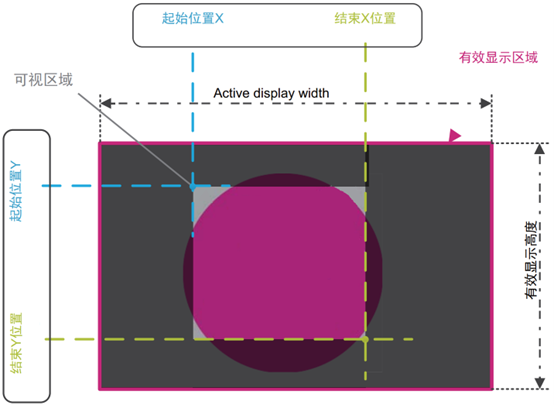 起始位置X
结束X位置
有效显示区域
可视区域
Active display width
起始位置Y
有效显示高度
结束Y位置